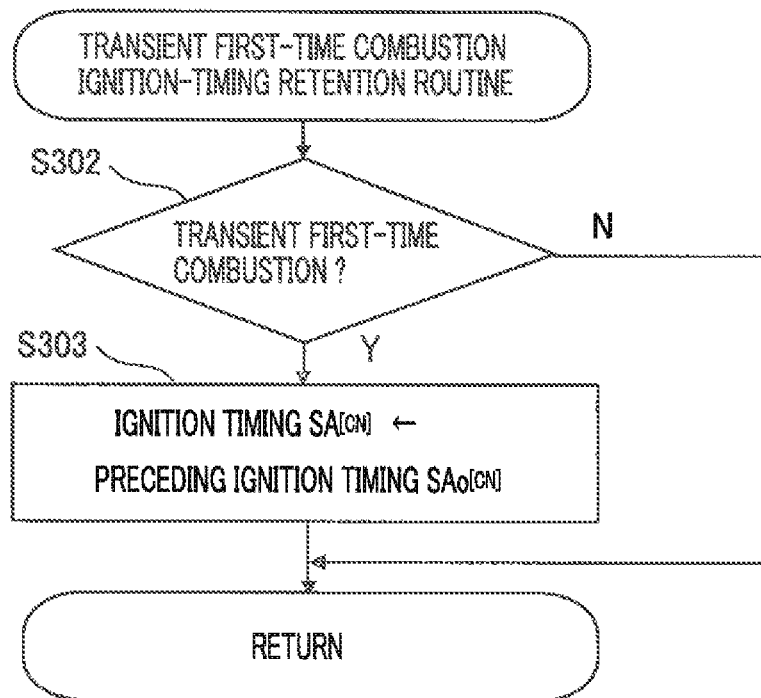 TRANSIENT FIRST-TIME COMBUSTION
IGNITION-TIMING RETENTION ROUTINE
S302
TRANSIENT FIRST-TIME
COMBUSTION ?
N
S303
Y
IGNITION TIMING SA[CN] ←
PRECEDING IGNITION TIMING SA₀[CN]
RETURN